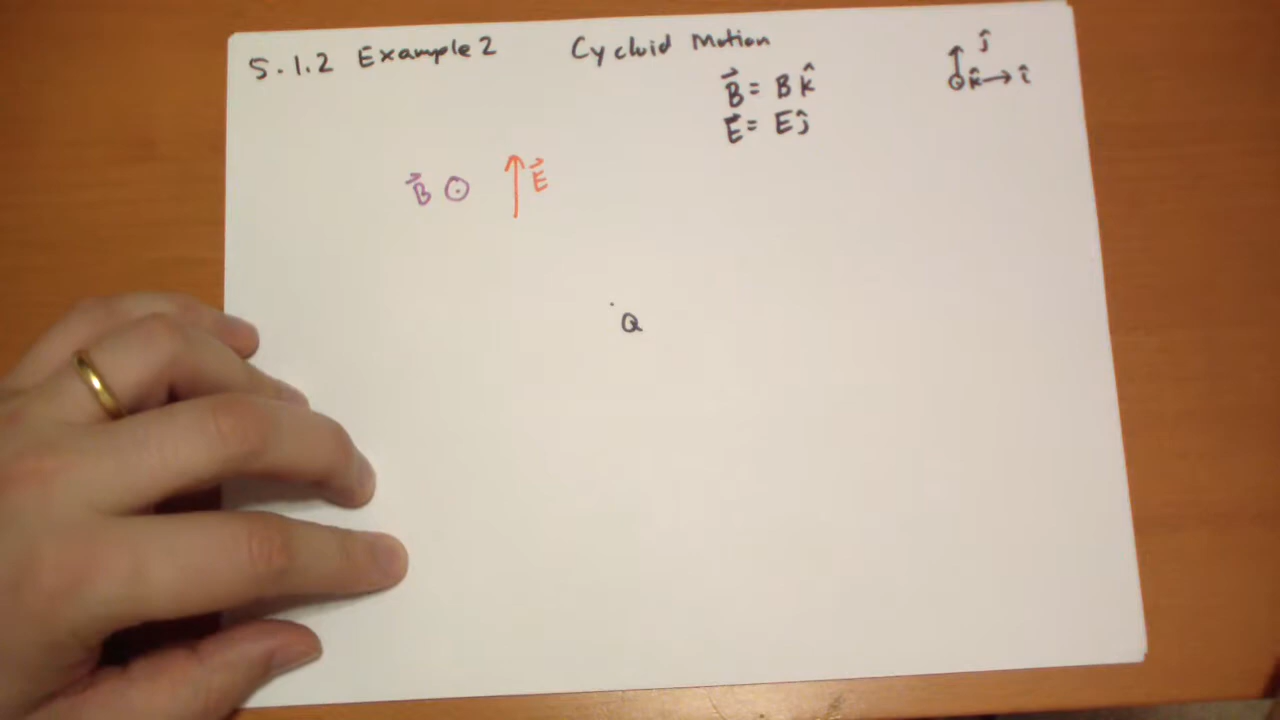 5.1.2 Example 2 Cycloid Motion
B⃗ = B k̂
E⃗ = E ĵ
ĵ
k̂ î
B⃗ E⃗
Q